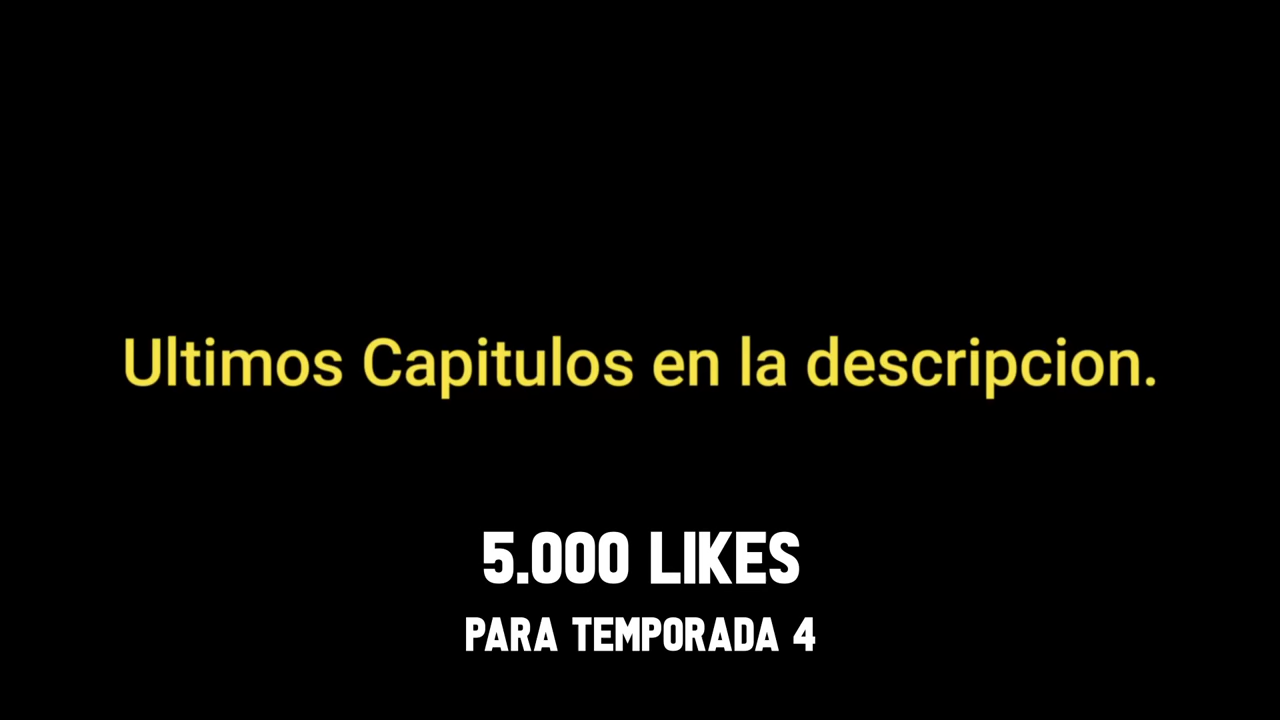 Ultimos Capitulos en la descripcion.
5.000 LIKES
PARA TEMPORADA 4